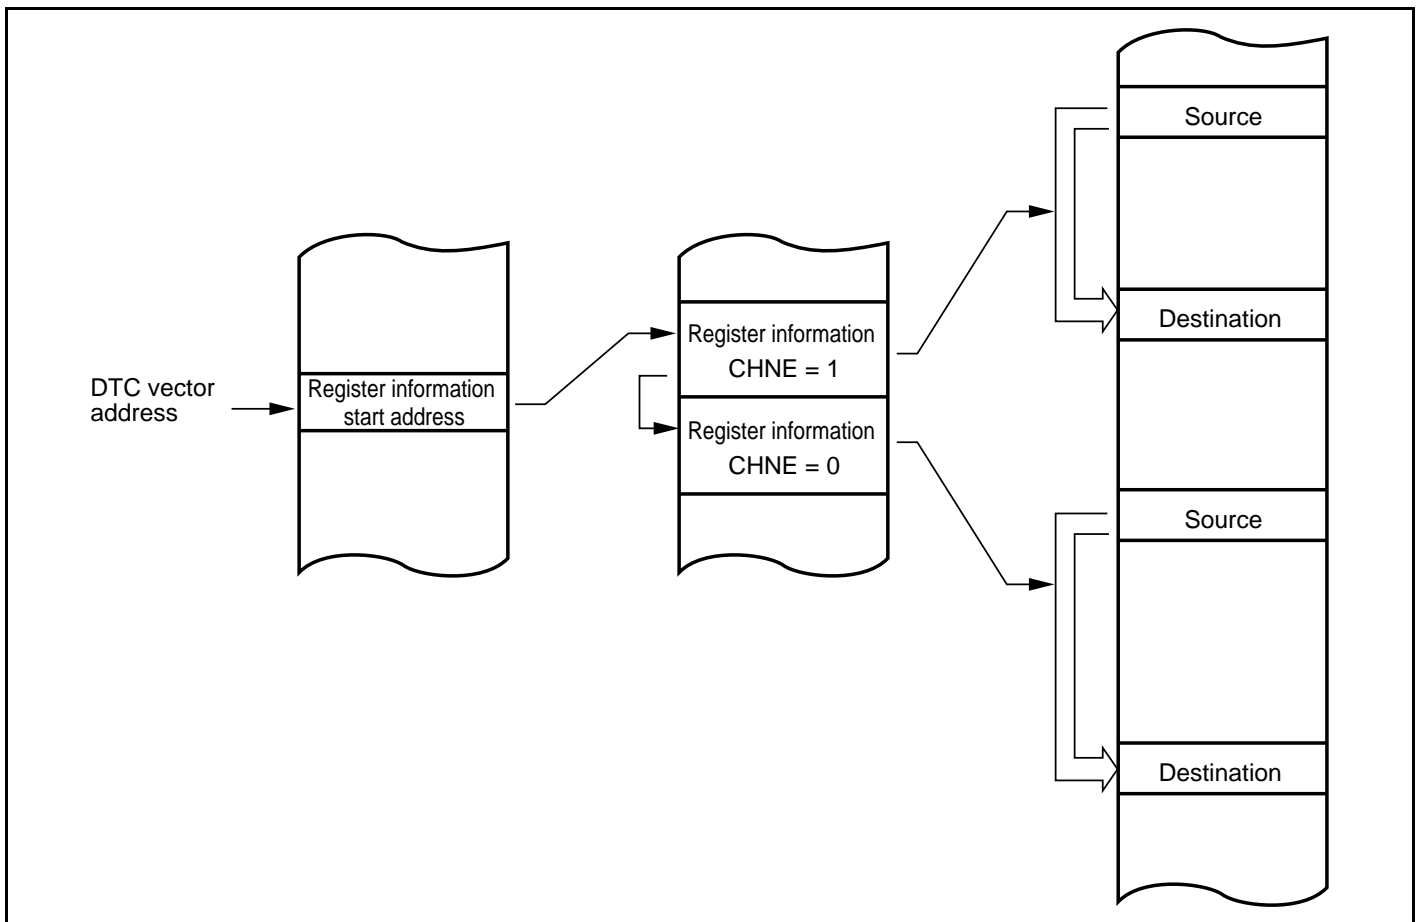 DTC vector
address
Register information
start address
Register information
CHNE = 1
Register information
CHNE = 0
Source
Destination
Source
Destination